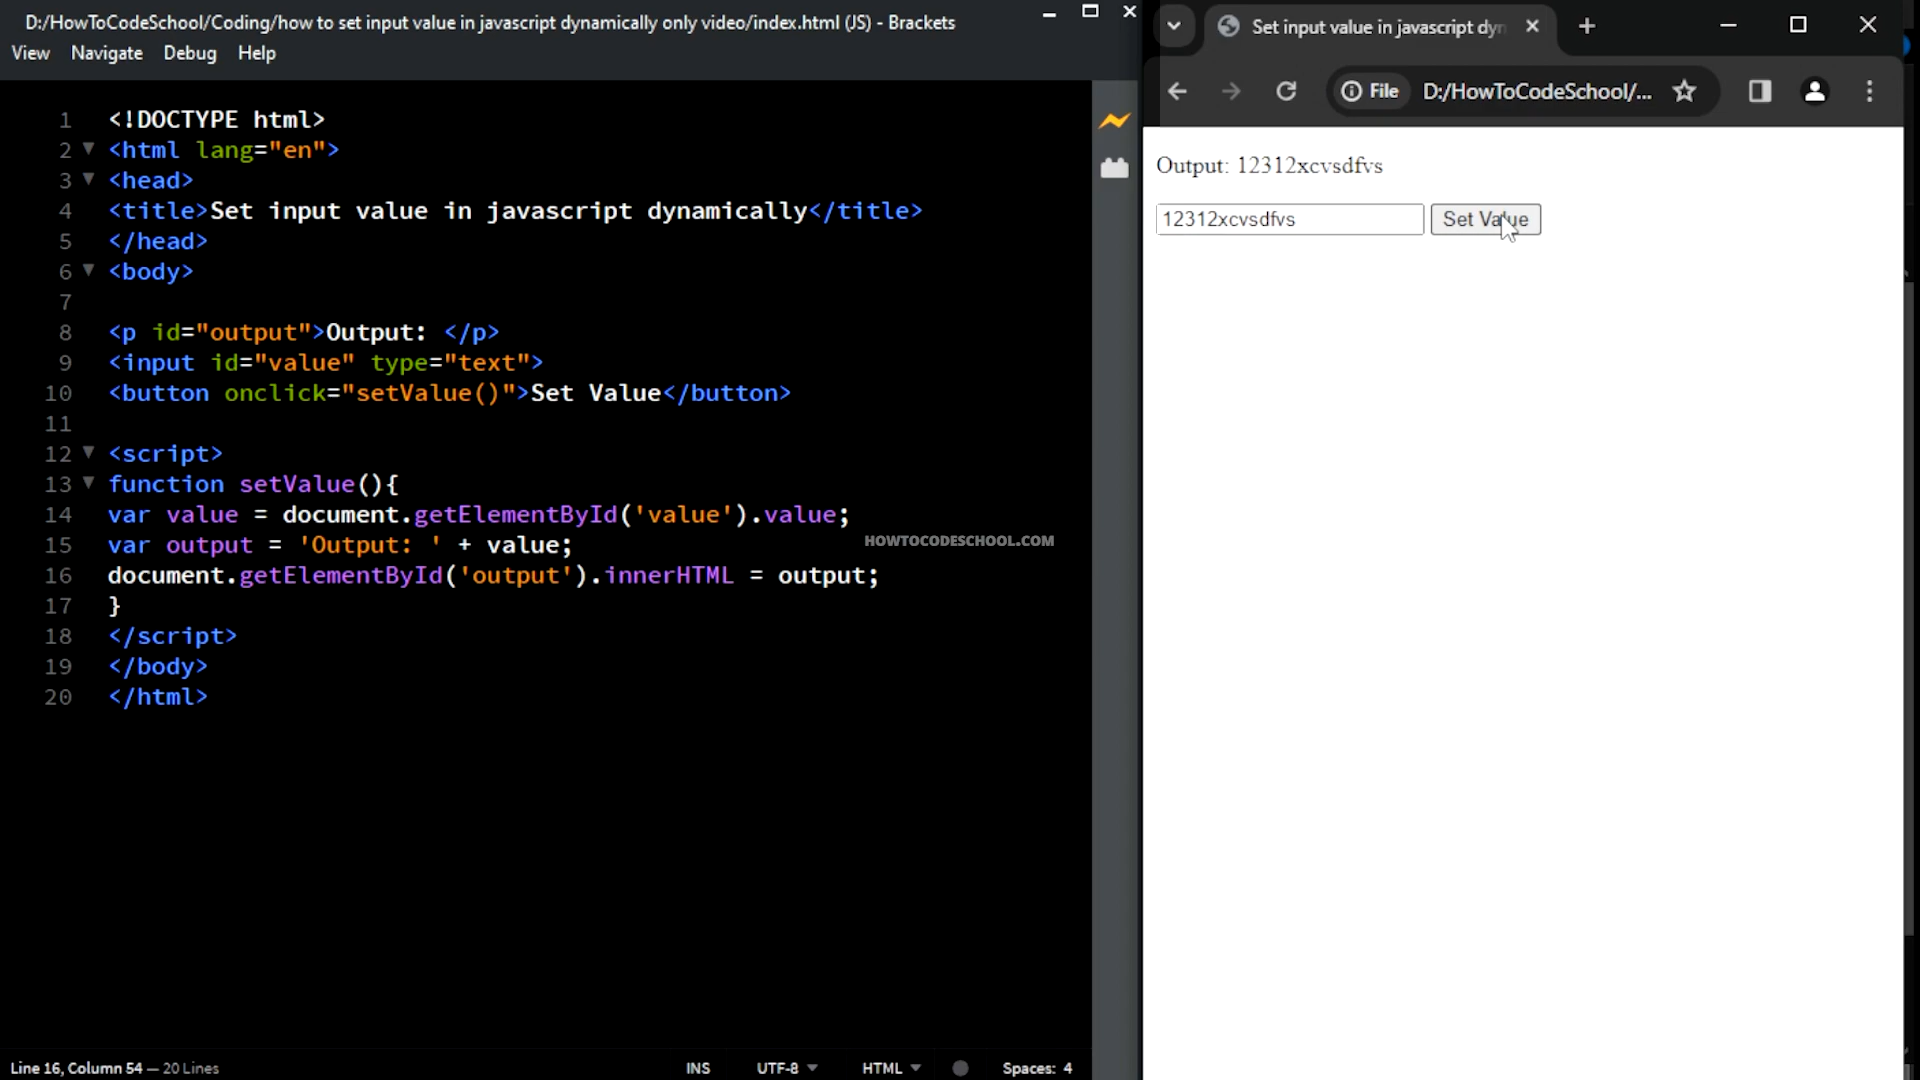 D:/HowToCodeSchool/Coding/how to set input value in javascript dynamically only video/index.html (JS) - Brackets
View Navigate Debug Help
1 <!DOCTYPE html>
2 <html lang="en">
3 <head>
4 <title>Set input value in javascript dynamically</title>
5 </head>
6 <body>
7
8 <p id="output">Output: </p>
9 <input id="value" type="text">
10 <button onclick="setValue()">Set Value</button>
11
12 <script>
13 function setValue(){
14 var value = document.getElementById('value').value;
15 var output = 'Output: ' + value;
16 document.getElementById('output').innerHTML = output;
17 }
18 </script>
19 </body>
20 </html>
HOWTOCODESCHOOL.COM
Line 16, Column 54 — 20 Lines
INS UTF-8 HTML Spaces: 4
Set input value in javascript dyn
File D:/HowToCodeSchool/...
Output: 12312xcvsdfvs
12312xcvsdfvs Set Value